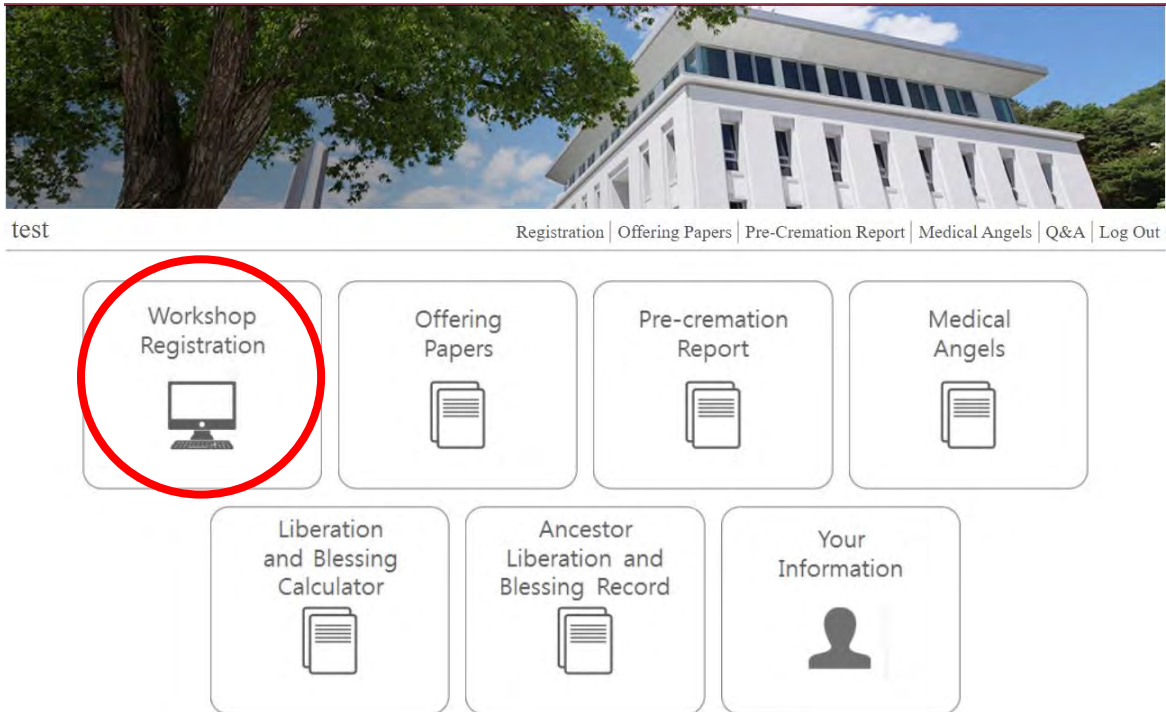 test
Registration | Offering Papers | Pre-Cremation Report | Medical Angels | Q&A | Log Out
Workshop
Registration
Offering
Papers
Pre-cremation
Report
Medical
Angels
Liberation
and Blessing
Calculator
Ancestor
Liberation and
Blessing Record
Your
Information